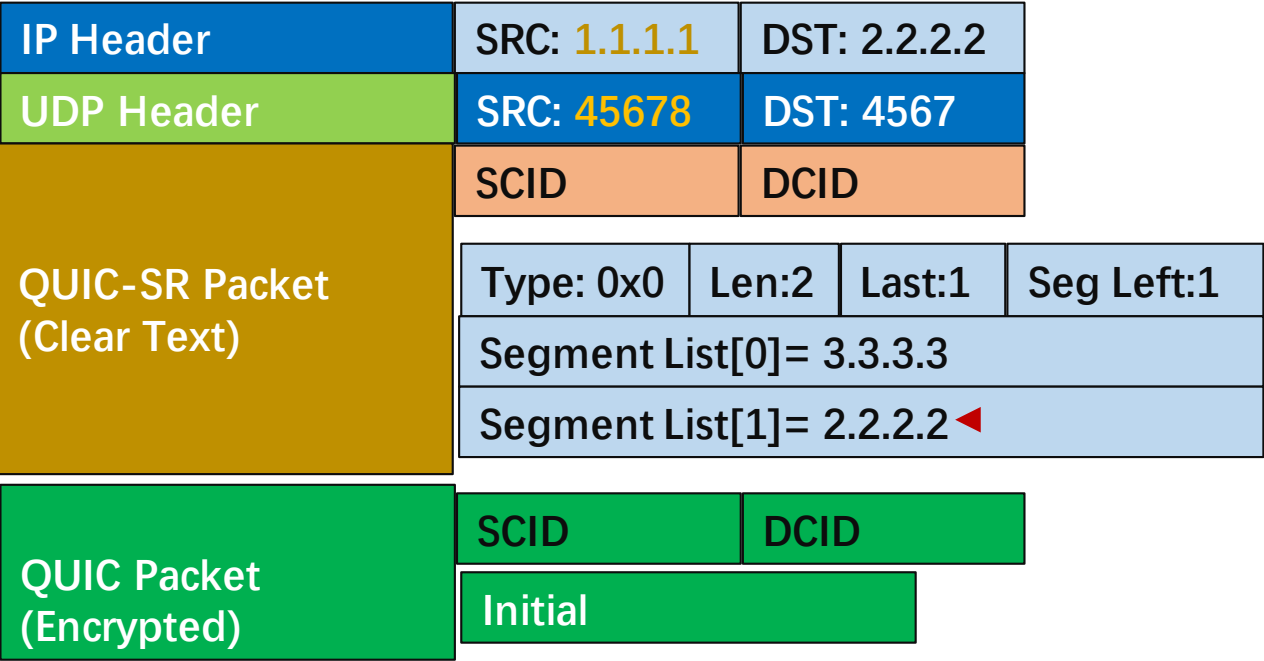 IP Header
SRC: 1.1.1.1
DST: 2.2.2.2
UDP Header
SRC: 45678
DST: 4567
SCID
DCID
QUIC-SR Packet
(Clear Text)
Type: 0x0
Len:2
Last:1
Seg Left:1
Segment List[0]= 3.3.3.3
Segment List[1]= 2.2.2.2
QUIC Packet
(Encrypted)
SCID
DCID
Initial